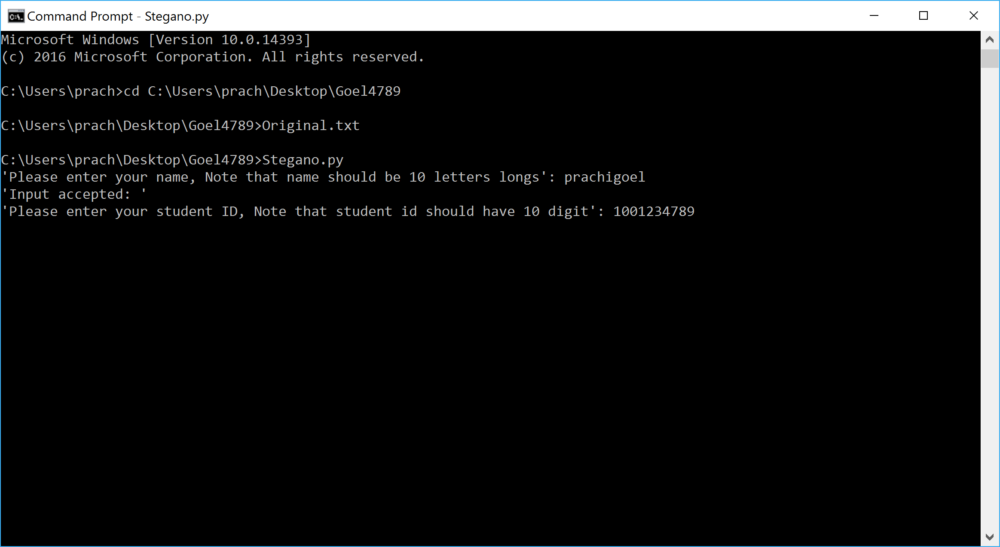 Command Prompt - Stegano.py
Microsoft Windows [Version 10.0.14393]
(c) 2016 Microsoft Corporation. All rights reserved.
C:\Users\prach>cd C:\Users\prach\Desktop\Goel4789
C:\Users\prach\Desktop\Goel4789>Original.txt
C:\Users\prach\Desktop\Goel4789>Stegano.py
'Please enter your name, Note that name should be 10 letters longs': prachigoel
'Input accepted: '
'Please enter your student ID, Note that student id should have 10 digit': 1001234789